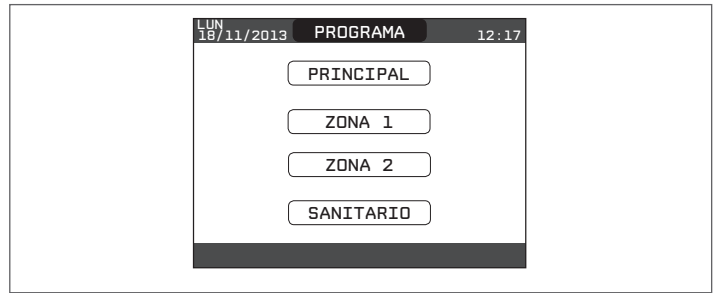 LUN
18/11/2013 PROGRAMA 12:17
PRINCIPAL
ZONA 1
ZONA 2
SANITARIO